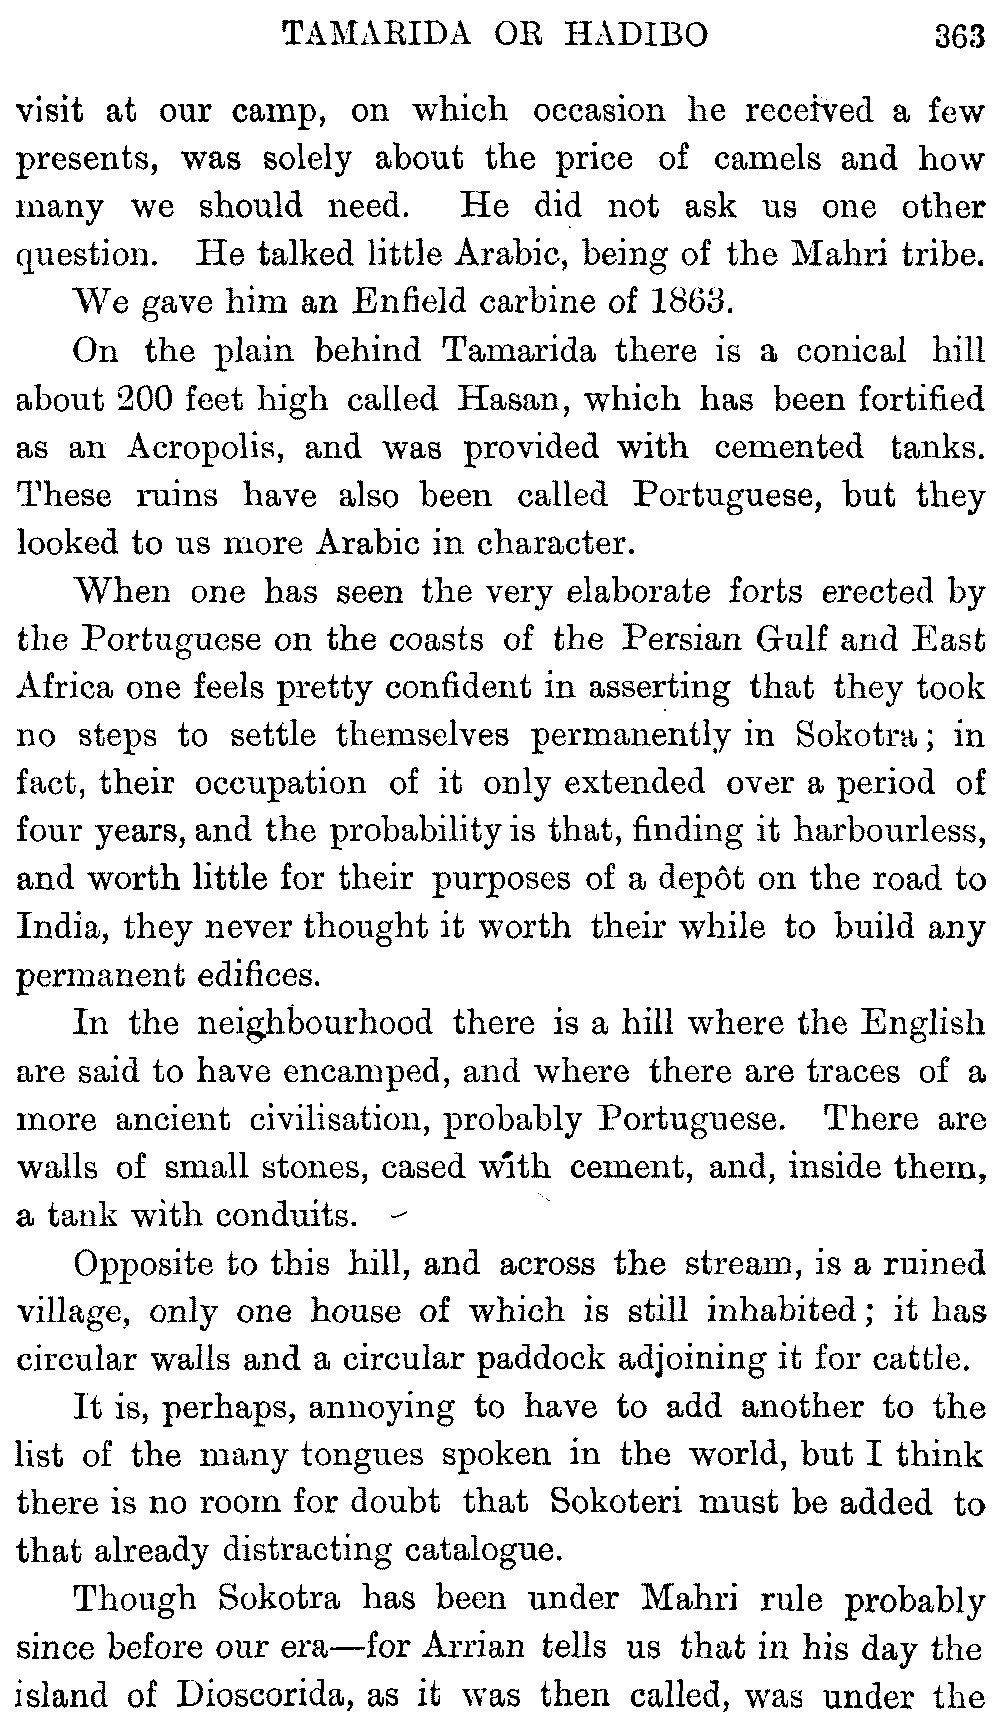 TAMARIDA OR HADIBO 363
visit at our camp, on which occasion he received a few
presents, was solely about the price of camels and how
many we should need. He did not ask us one other
question. He talked little Arabic, being of the Mahri tribe.
We gave him an Enfield carbine of 1863.
On the plain behind Tamarida there is a conical hill
about 200 feet high called Hasan, which has been fortified
as an Acropolis, and was provided with cemented tanks.
These ruins have also been called Portuguese, but they
looked to us more Arabic in character.
When one has seen the very elaborate forts erected by
the Portuguese on the coasts of the Persian Gulf and East
Africa one feels pretty confident in asserting that they took
no steps to settle themselves permanently in Sokotra; in
fact, their occupation of it only extended over a period of
four years, and the probability is that, finding it harbourless,
and worth little for their purposes of a depôt on the road to
India, they never thought it worth their while to build any
permanent edifices.
In the neighbourhood there is a hill where the English
are said to have encamped, and where there are traces of a
more ancient civilisation, probably Portuguese. There are
walls of small stones, cased with cement, and, inside them,
a tank with conduits.
Opposite to this hill, and across the stream, is a ruined
village, only one house of which is still inhabited; it has
circular walls and a circular paddock adjoining it for cattle.
It is, perhaps, annoying to have to add another to the
list of the many tongues spoken in the world, but I think
there is no room for doubt that Sokoteri must be added to
that already distracting catalogue.
Though Sokotra has been under Mahri rule probably
since before our era—for Arrian tells us that in his day the
island of Dioscorida, as it was then called, was under the